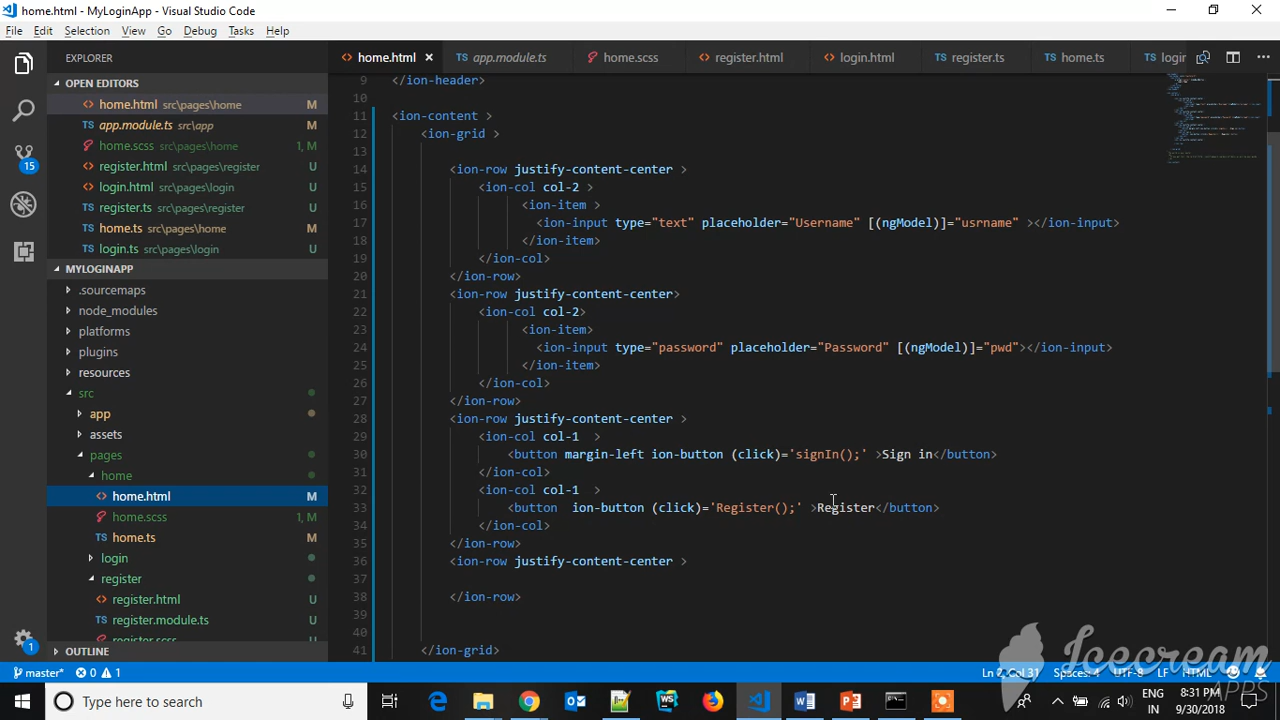 home.html - MyLoginApp - Visual Studio Code
File Edit Selection View Go Debug Tasks Help
EXPLORER
home.html
app.module.ts
home.scss
register.html
login.html
register.ts
home.ts
login
OPEN EDITORS
home.html src\pages\home M
app.module.ts src\app M
home.scss src\pages\home 1, M
register.html src\pages\register U
login.html src\pages\login U
register.ts src\pages\register U
home.ts src\pages\home M
login.ts src\pages\login U
MYLOGINAPP
.sourcemaps
node_modules
platforms
plugins
resources
src
app
assets
pages
home
home.html M
home.scss 1, M
home.ts M
login
register
register.html U
register.module.ts U
register.scss U
OUTLINE
15
1
9 </ion-header>
10
11 <ion-content >
12 <ion-grid >
13
14 <ion-row justify-content-center >
15 <ion-col col-2 >
16 <ion-item >
17 <ion-input type="text" placeholder="Username" [(ngModel)]="usrname" ></ion-input>
18 </ion-item>
19 </ion-col>
20 </ion-row>
21 <ion-row justify-content-center>
22 <ion-col col-2>
23 <ion-item>
24 <ion-input type="password" placeholder="Password" [(ngModel)]="pwd"></ion-input>
25 </ion-item>
26 </ion-col>
27 </ion-row>
28 <ion-row justify-content-center >
29 <ion-col col-1 >
30 <button margin-left ion-button (click)='signIn();' >Sign in</button>
31 </ion-col>
32 <ion-col col-1 >
33 <button ion-button (click)='Register();' >Register</button>
34 </ion-col>
35 </ion-row>
36 <ion-row justify-content-center >
37
38 </ion-row>
39
40
41 </ion-grid>
master* 0 1
Ln 2, Col 31 Spaces: 4 UTF-8 LF HTML
Icecream
APPS
Type here to search
ENG
IN
8:31 PM
9/30/2018